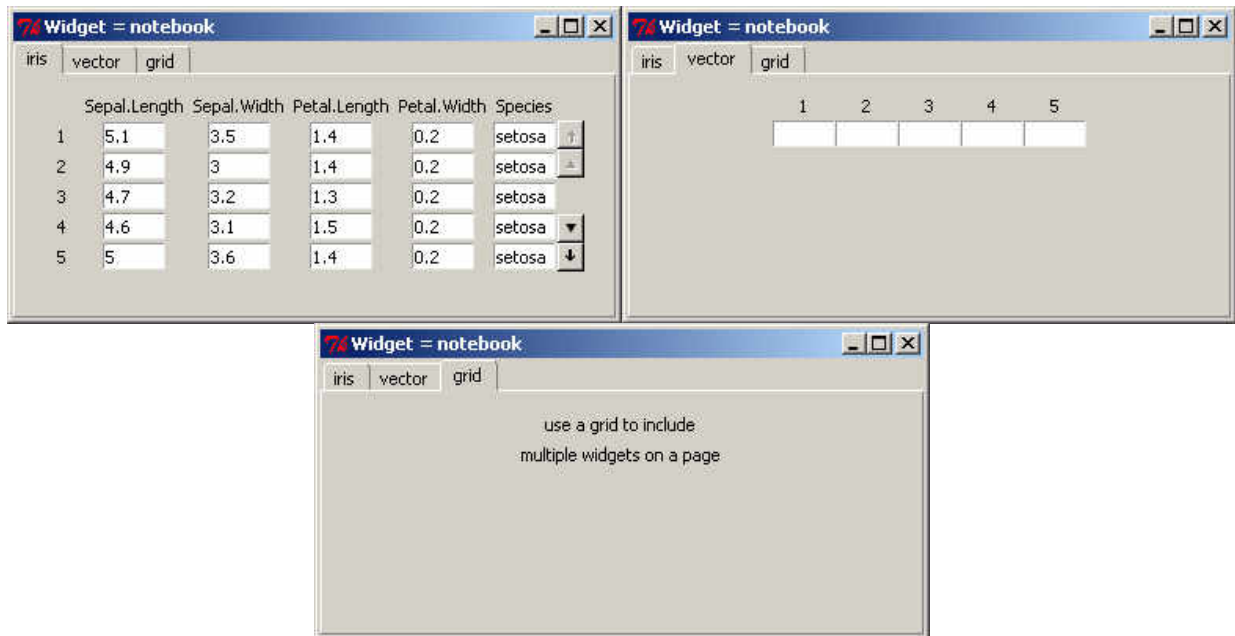 Widget = notebook
iris vector grid
Sepal.Length Sepal.Width Petal.Length Petal.Width Species
1 5.1 3.5 1.4 0.2 setosa
2 4.9 3 1.4 0.2 setosa
3 4.7 3.2 1.3 0.2 setosa
4 4.6 3.1 1.5 0.2 setosa
5 5 3.6 1.4 0.2 setosa
Widget = notebook
iris vector grid
1 2 3 4 5
Widget = notebook
iris vector grid
use a grid to include
multiple widgets on a page